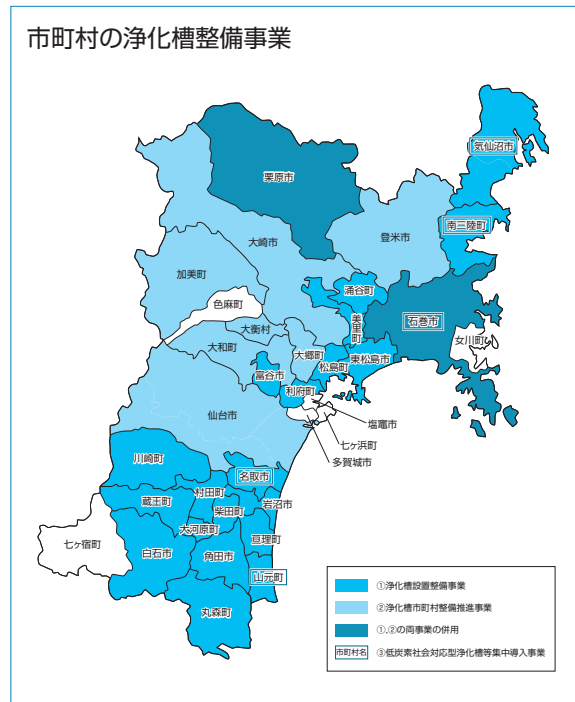 市町村の浄化槽整備事業
気仙沼市
栗原市
南三陸町
登米市
大崎市
加美町
涌谷町
色麻町
美里町
石巻市
大衡村
女川町
大和町
大郷町
松島町
東松島市
富谷市
利府町
仙台市
塩竈市
七ヶ浜町
多賀城市
川崎町
名取市
村田町
岩沼市
蔵王町
柴田町
大河原町
亘理町
七ヶ宿町
白石市
角田市
山元町
丸森町
①浄化槽設置整備事業
②浄化槽市町村整備推進事業
①,②の両事業の併用
市町村名 ③低炭素社会対応型浄化槽等集中導入事業